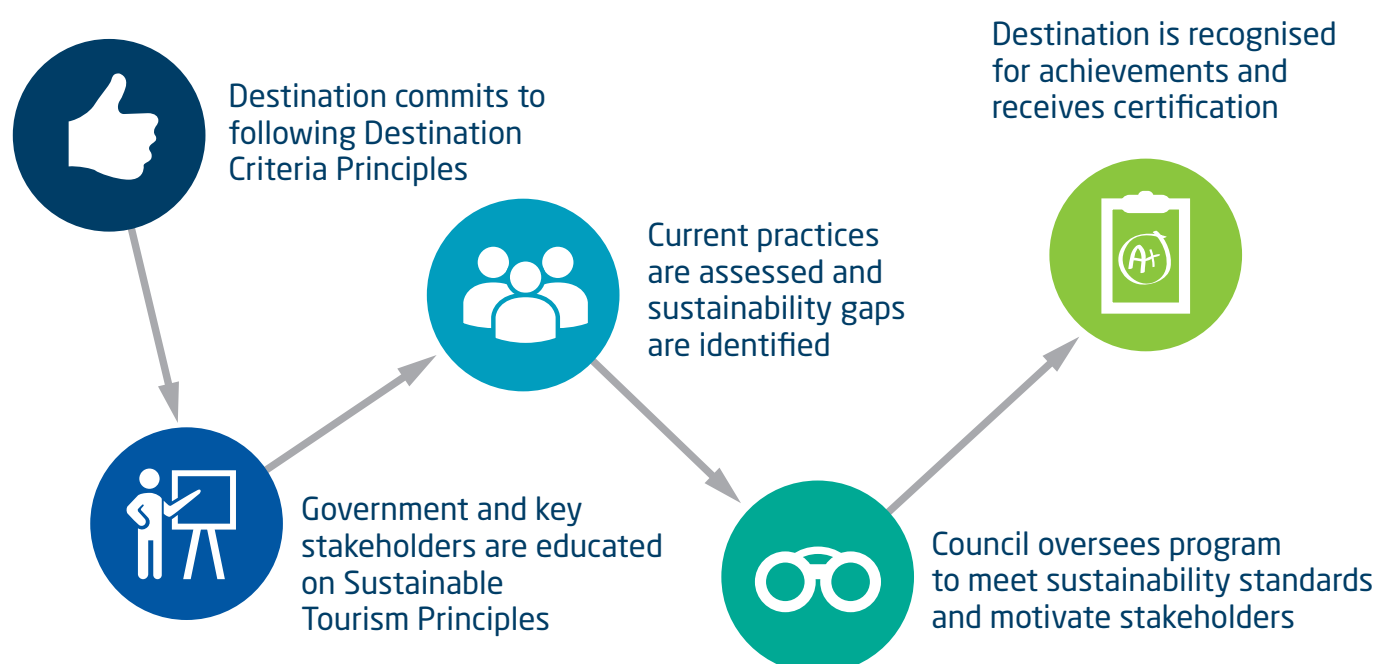 Destination commits to
following Destination
Criteria Principles
Government and key
stakeholders are educated
on Sustainable
Tourism Principles
Current practices
are assessed and
sustainability gaps
are identified
Council oversees program
to meet sustainability standards
and motivate stakeholders
Destination is recognised
for achievements and
receives certification
A+